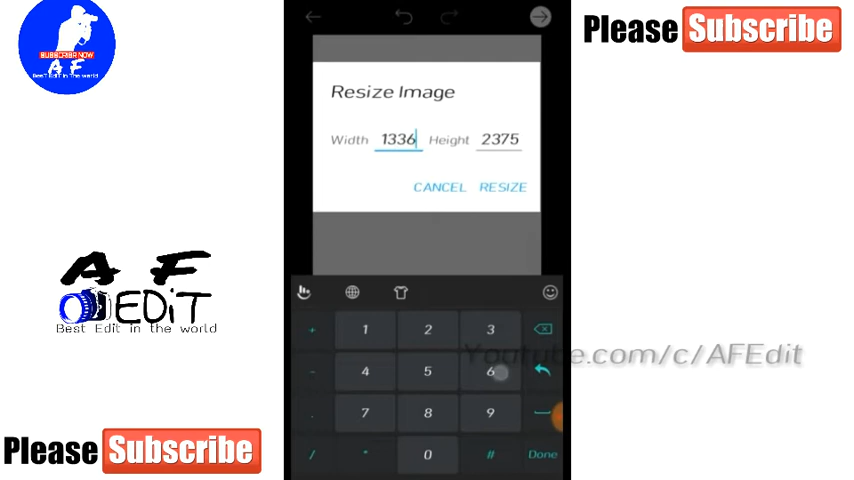 SUBSCRIBR NOW
A F
BesT EdiT in The world
Please Subscribe
Resize Image
Width 1336 Height 2375
CANCEL RESIZE
A F
EDiT
Best Edit in the world
+ 1 2 3
- 4 5 6
. 7 8 9
/ * 0 # Done
Youtube.com/c/AFEdit
Please Subscribe